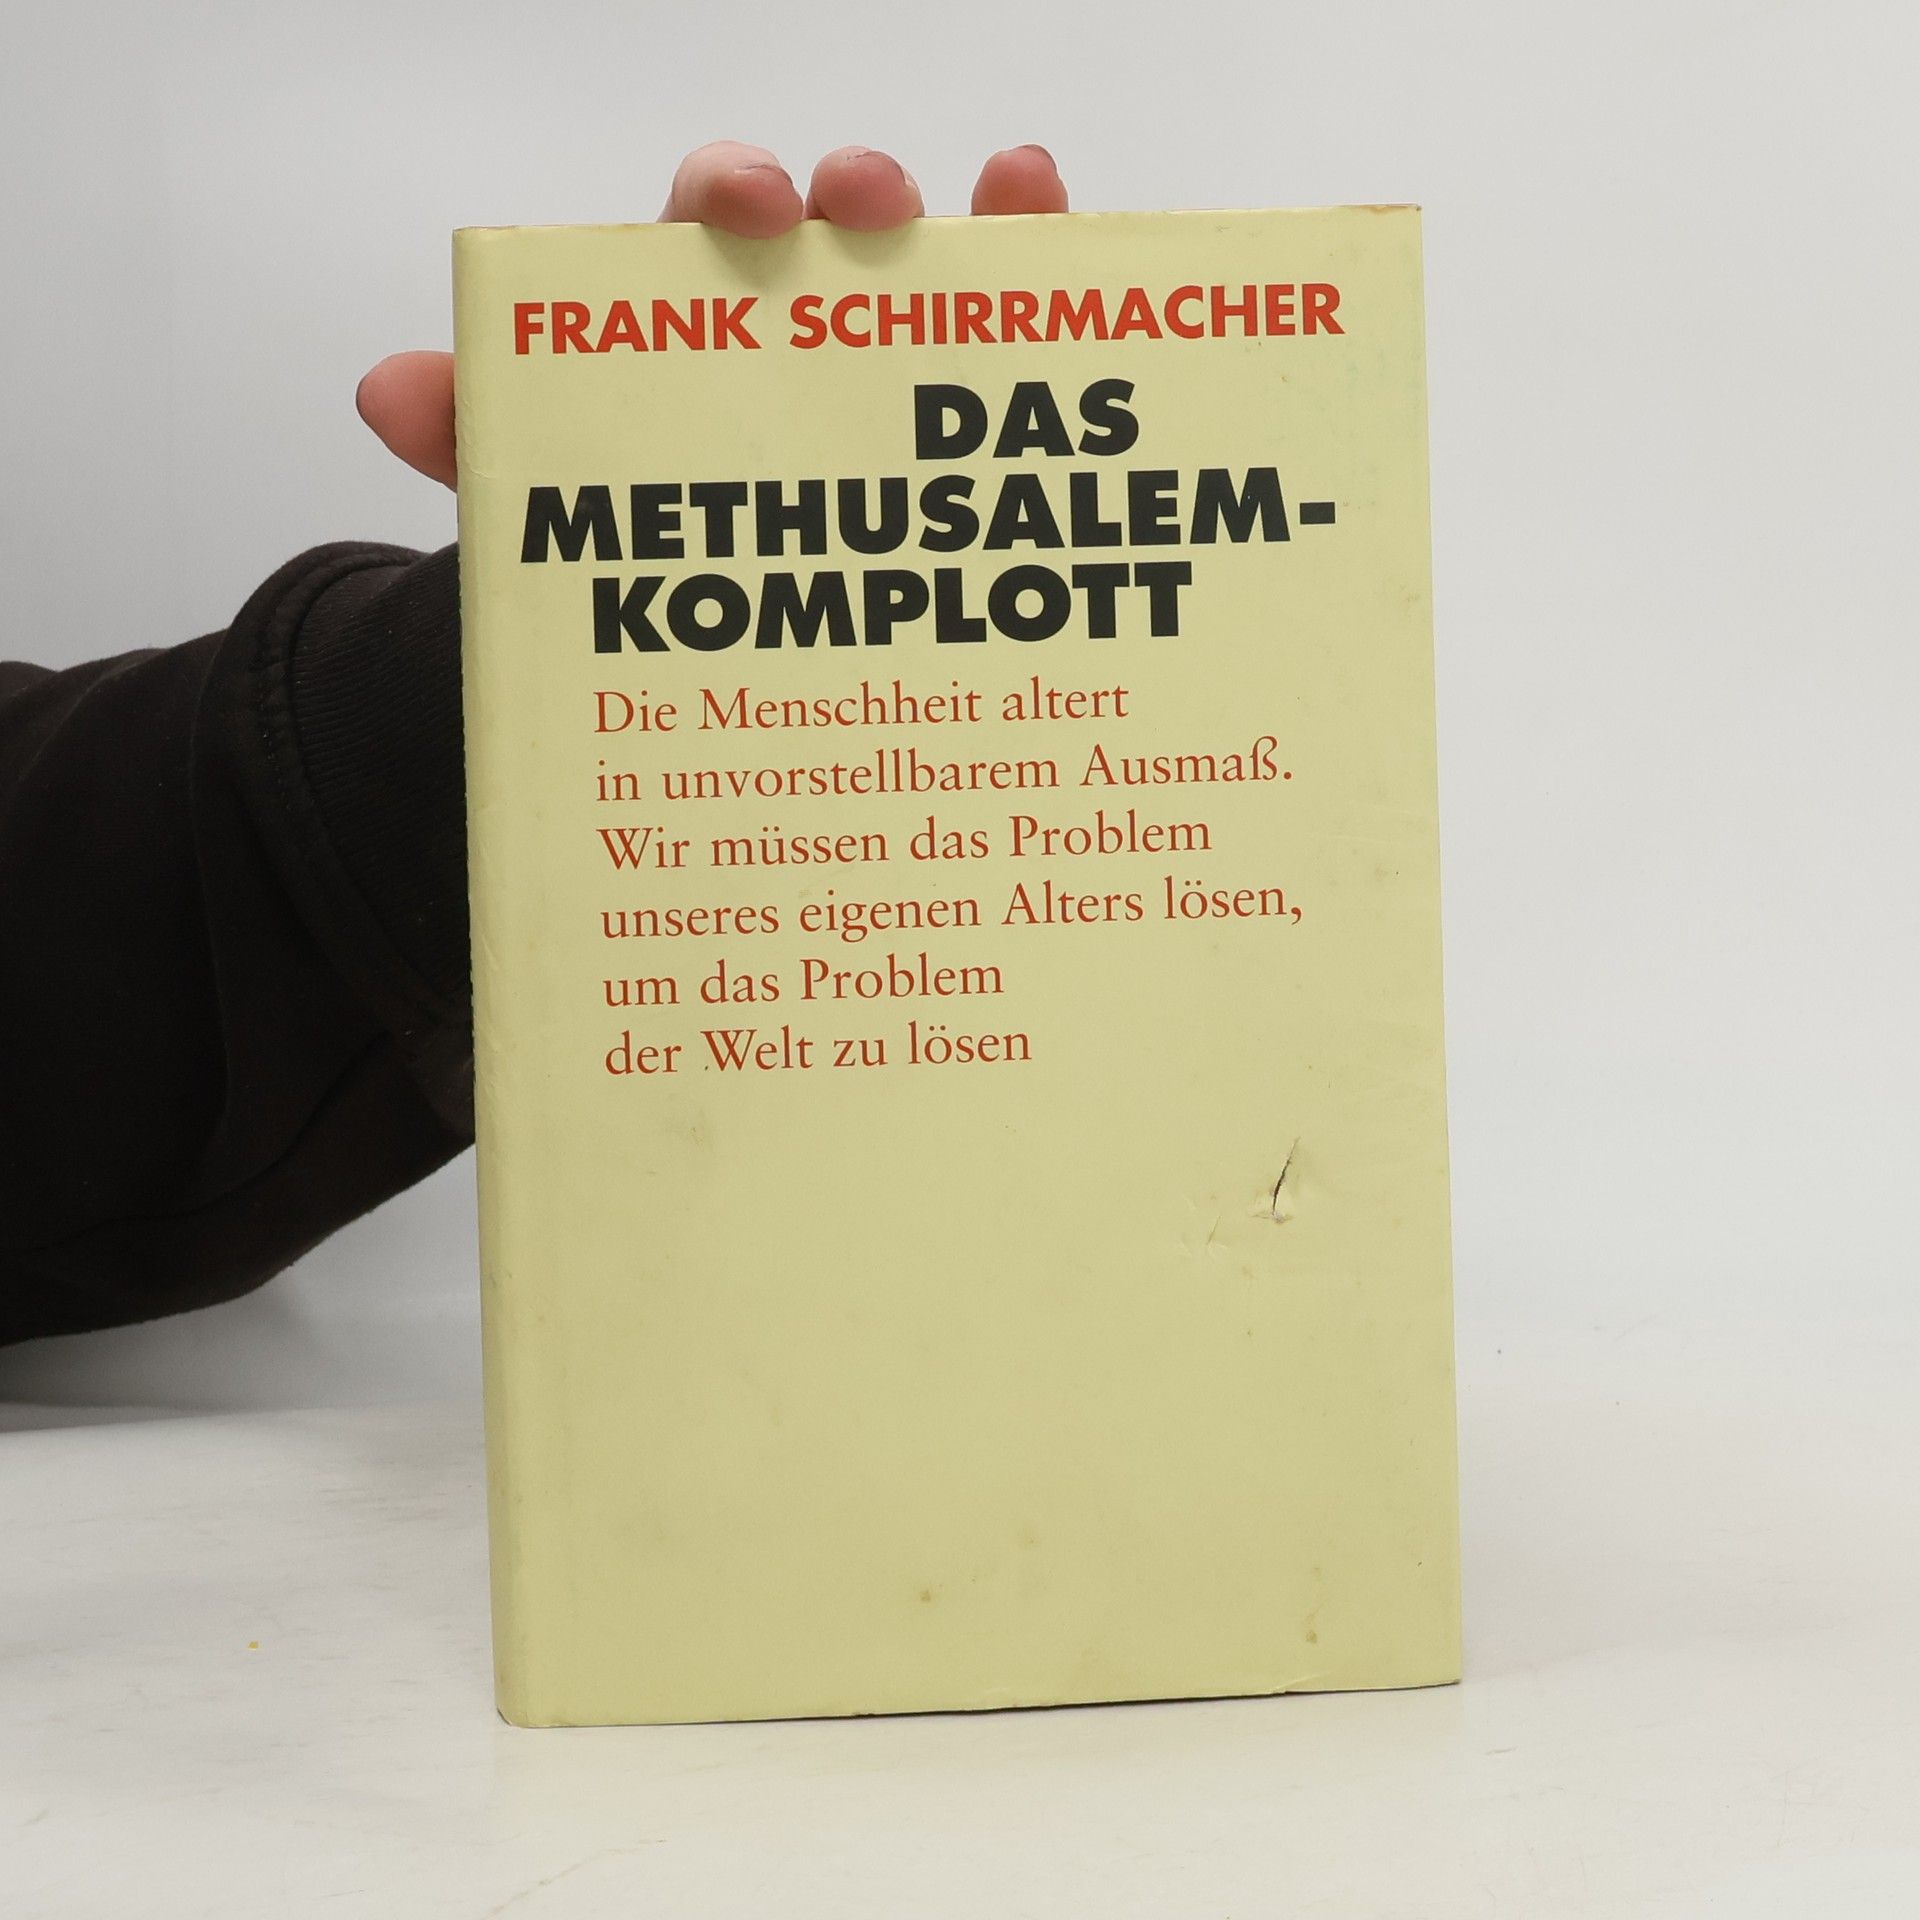 FRANK SCHIRRMACHER
DAS
METHUSALEM-
KOMPLOTT
Die Menschheit altert
in unvorstellbarem Ausmaß.
Wir müssen das Problem
unseres eigenen Alters lösen,
um das Problem
der Welt zu lösen